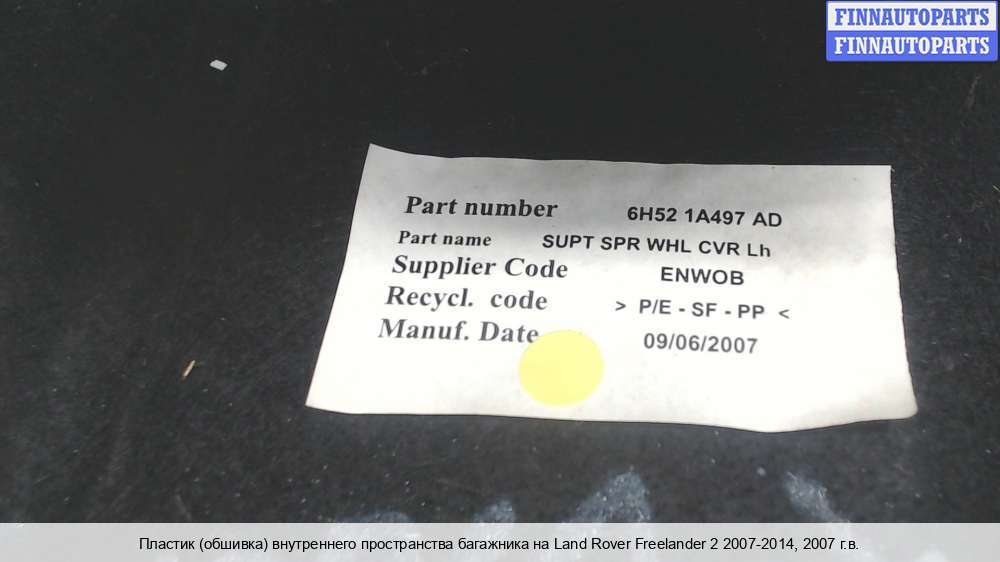 FINNAUTOPARTS
FINNAUTOPARTS
Part number 6H52 1A497 AD
Part name SUPT SPR WHL CVR Lh
Supplier Code ENWOB
Recycl. code > P/E - SF - PP <
Manuf. Date 09/06/2007
Пластик (обшивка) внутреннего пространства багажника на Land Rover Freelander 2 2007-2014, 2007 г.в.